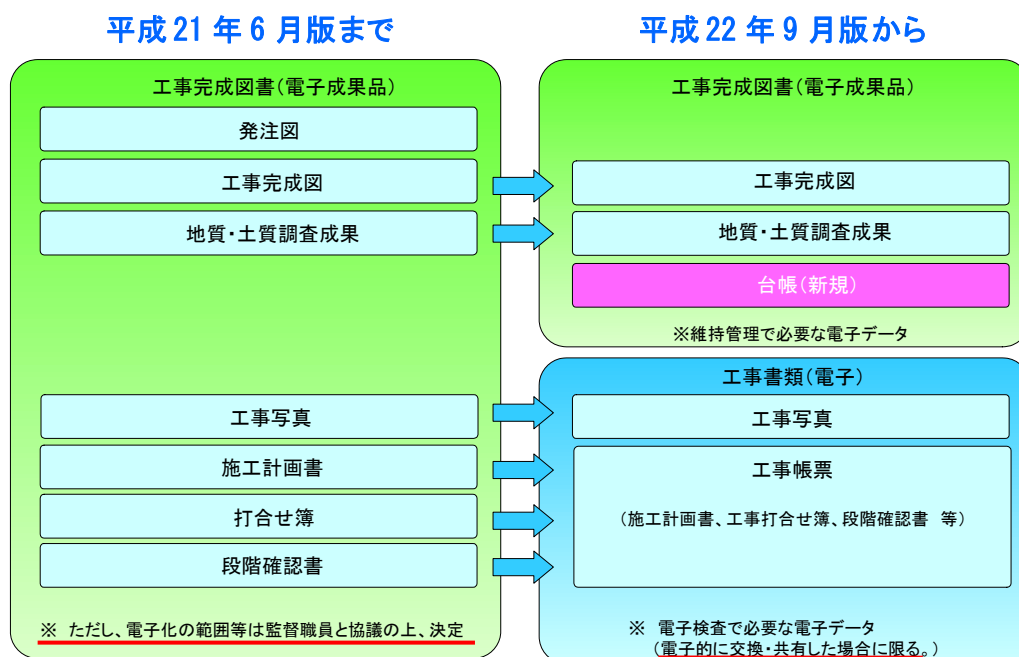 平成21年6月版まで
工事完成図書(電子成果品)
発注図
工事完成図
地質・土質調査成果
工事写真
施工計画書
打合せ簿
段階確認書
※ ただし、電子化の範囲等は監督職員と協議の上、決定
平成22年9月版から
工事完成図書(電子成果品)
工事完成図
地質・土質調査成果
台帳(新規)
※維持管理で必要な電子データ
工事書類(電子)
工事写真
工事帳票
(施工計画書、工事打合せ簿、段階確認書 等)
※ 電子検査で必要な電子データ
(電子的に交換・共有した場合に限る。)